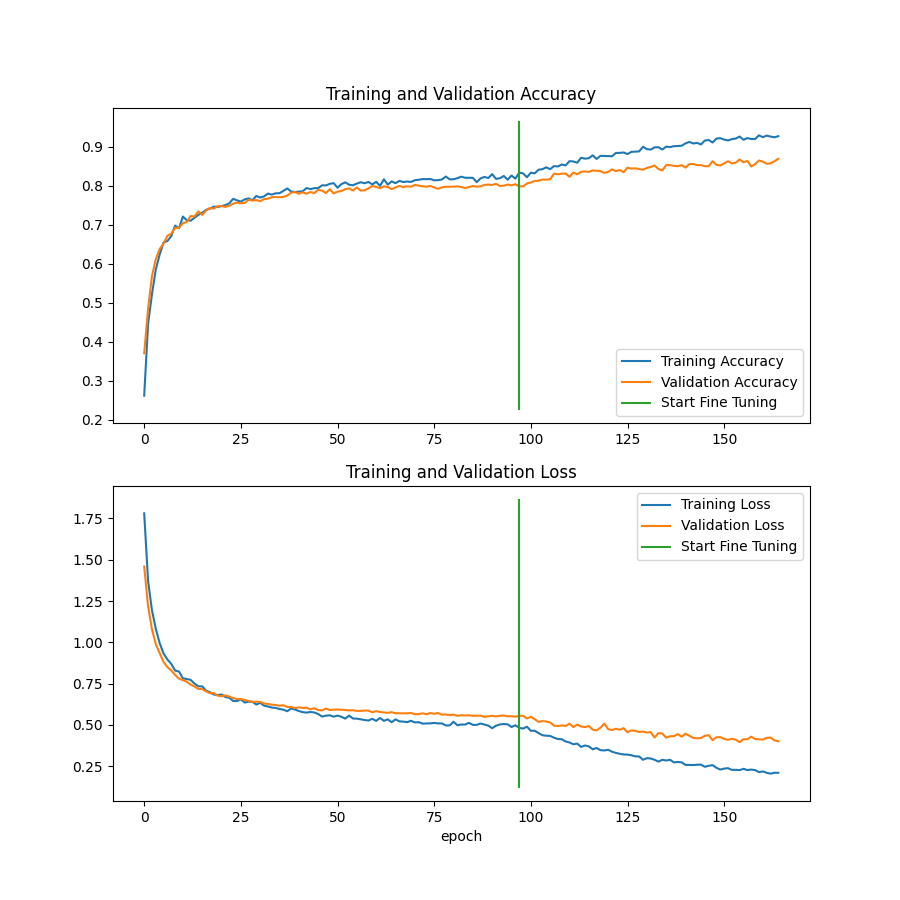 Training and Validation Accuracy
0.9
0.8
0.7
0.6
0.5
0.4
0.3
0.2
Training Accuracy
Validation Accuracy
Start Fine Tuning
0 25 50 75 100 125 150
Training and Validation Loss
1.75
1.50
1.25
1.00
0.75
0.50
0.25
Training Loss
Validation Loss
Start Fine Tuning
0 25 50 75 100 125 150
epoch